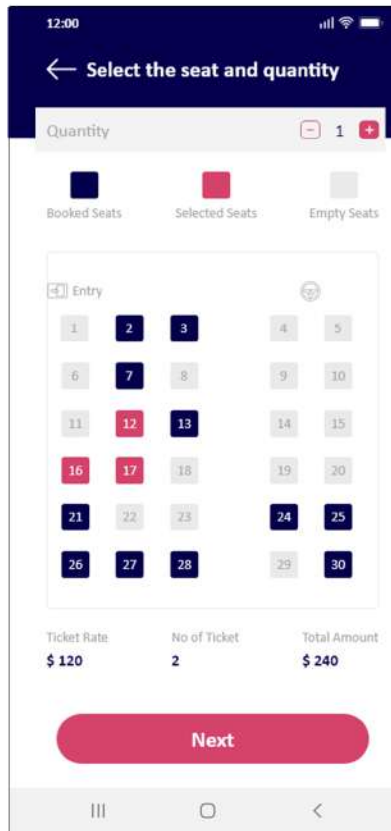 12:00
Select the seat and quantity
Quantity 1
Booked Seats Selected Seats Empty Seats
Entry
1 2 3 4 5
6 7 8 9 10
11 12 13 14 15
16 17 18 19 20
21 22 23 24 25
26 27 28 29 30
Ticket Rate No of Ticket Total Amount
$ 120 2 $ 240
Next